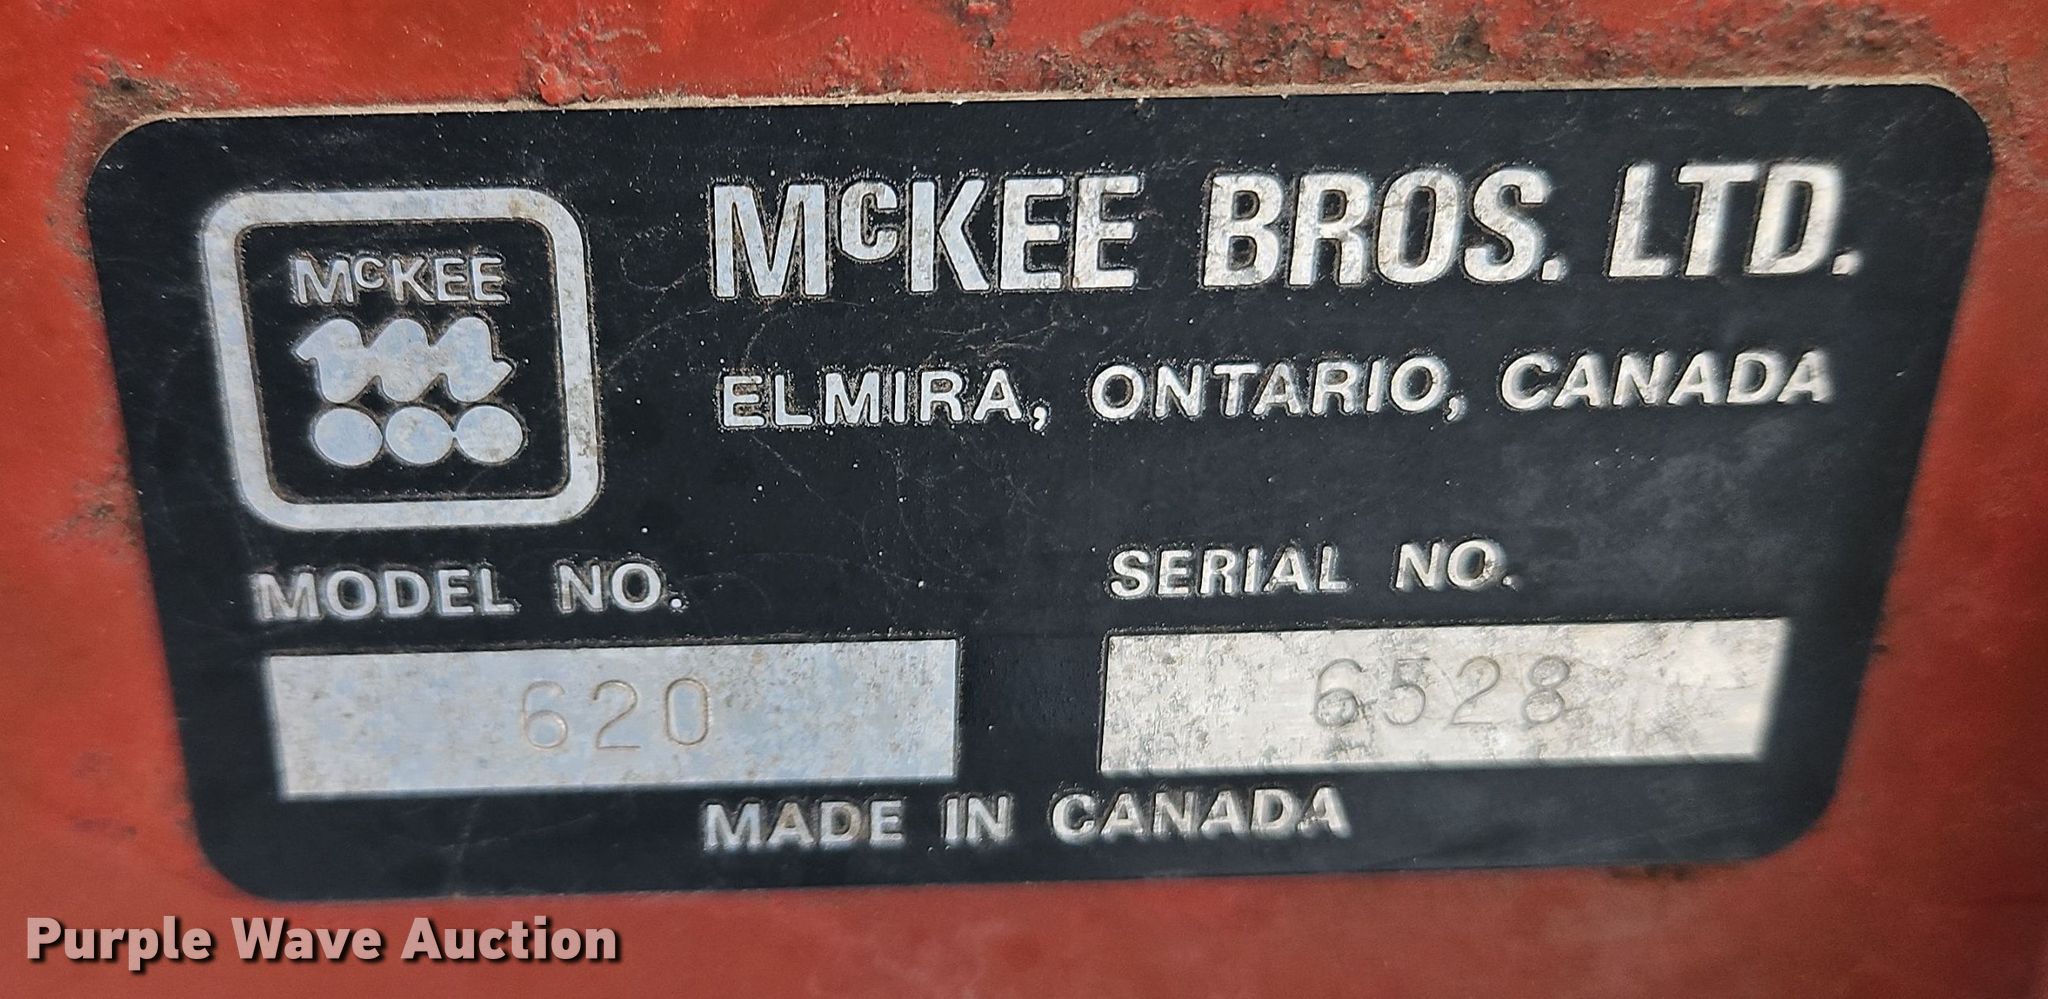 McKEE
McKEE BROS. LTD.
ELMIRA, ONTARIO, CANADA
MODEL NO.
SERIAL NO.
620
6528
MADE IN CANADA
Purple Wave Auction